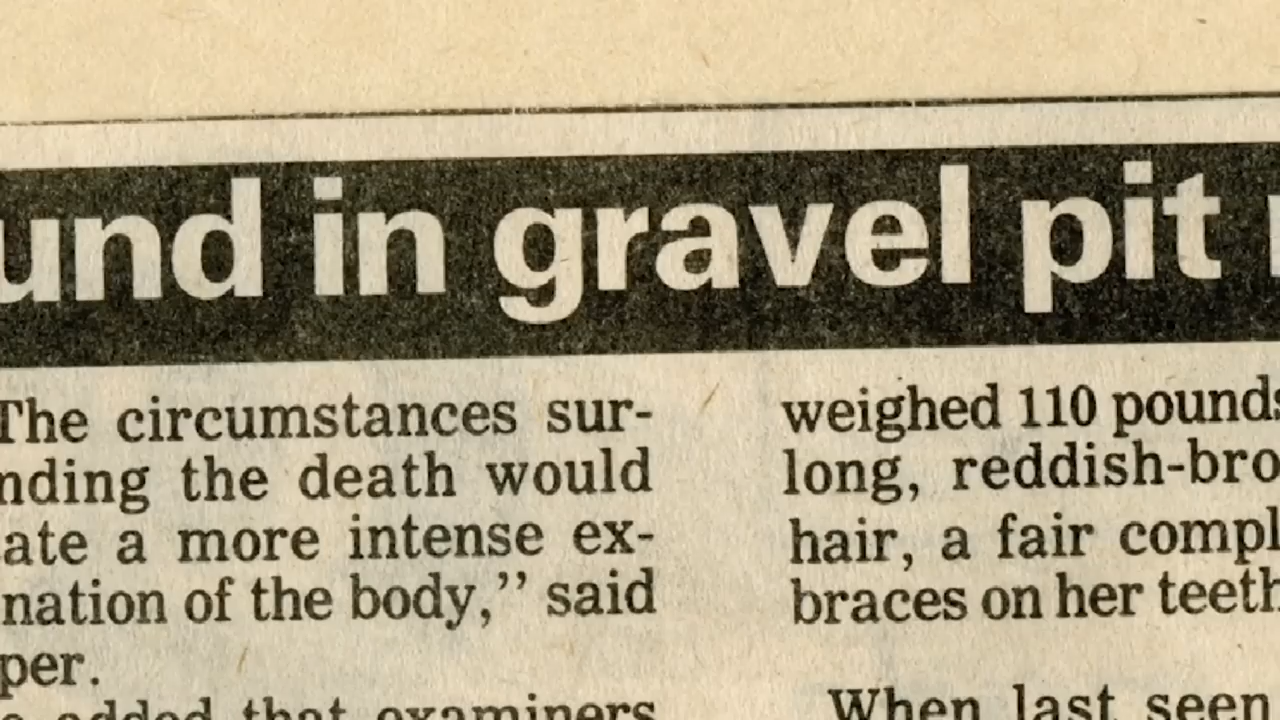 und in gravel pit
The circumstances sur-
nding the death would
ate a more intense ex-
nation of the body,” said
per.
added that examiners
weighed 110 pounds
long, reddish-bro
hair, a fair compl
braces on her teeth
When last seen